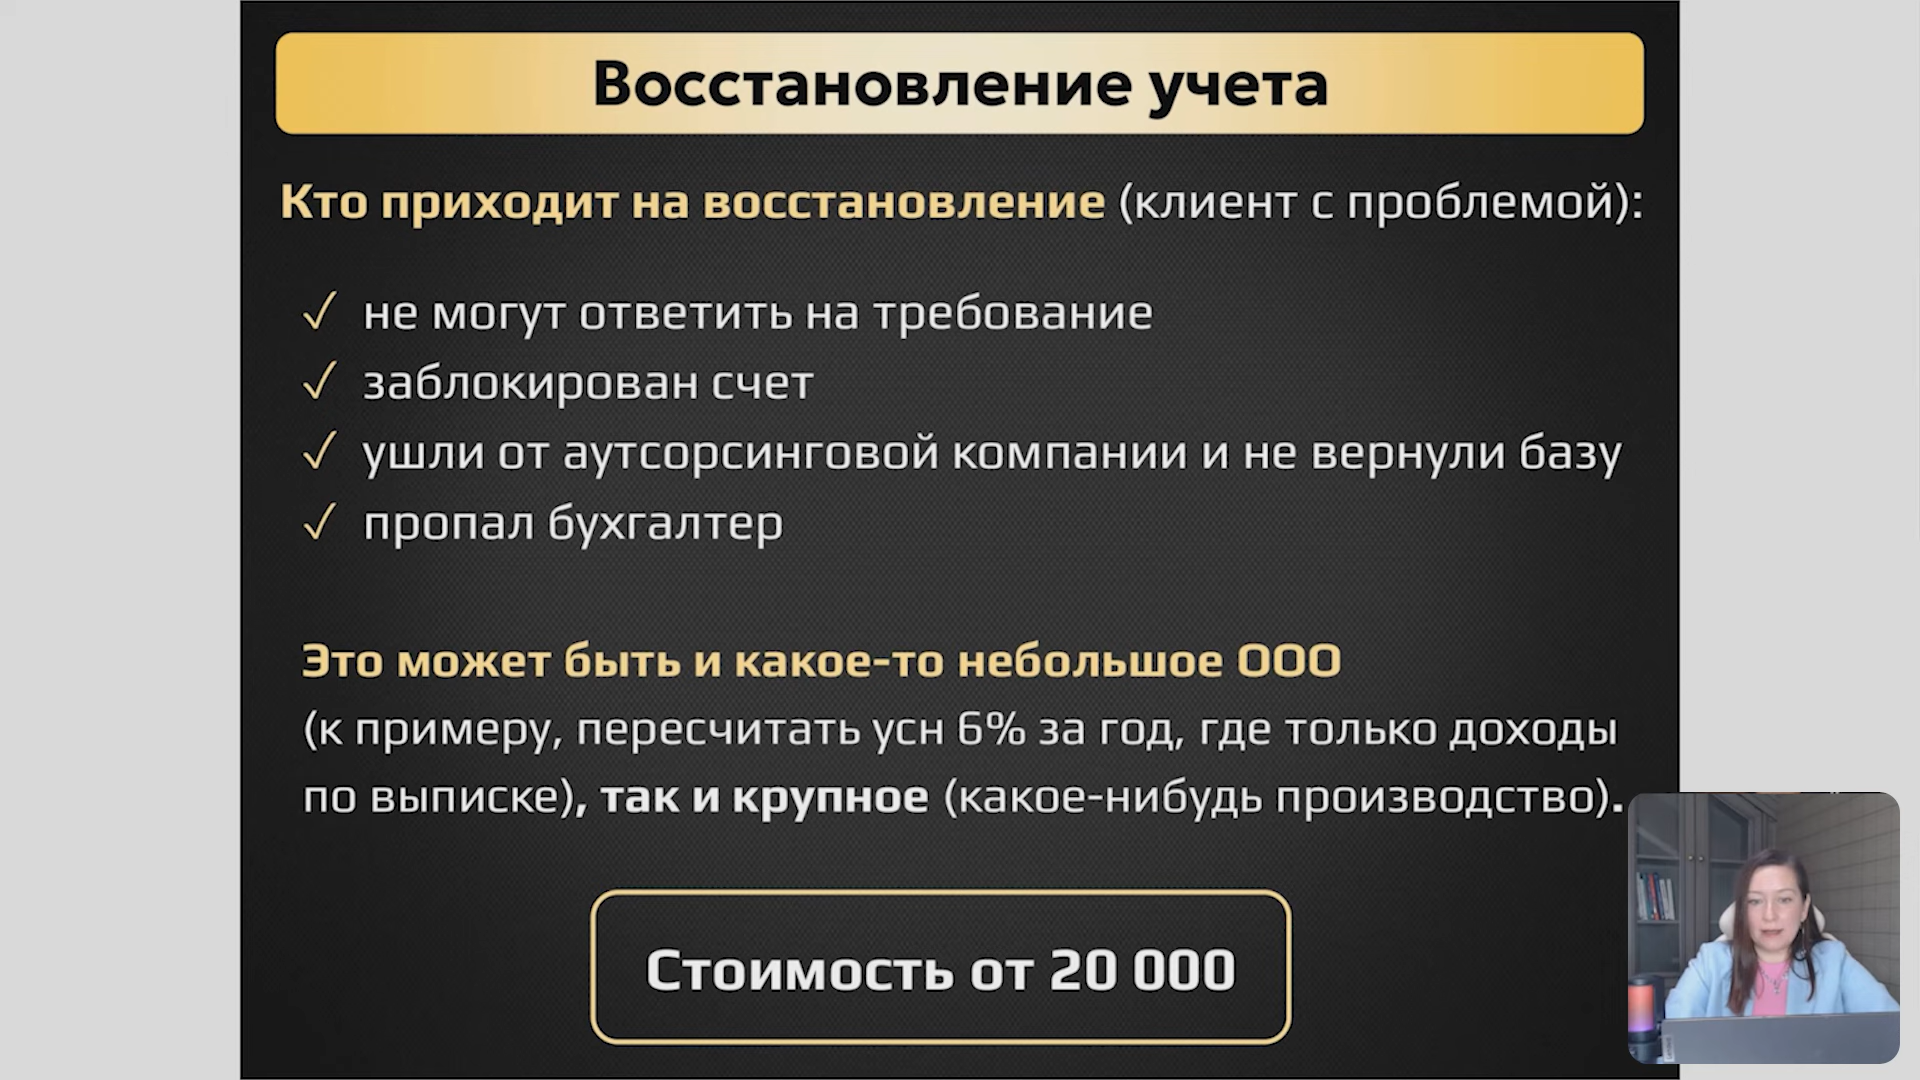 Восстановление учета
Кто приходит на восстановление (клиент с проблемой):
✓ не могут ответить на требование
✓ заблокирован счет
✓ ушли от аутсорсинговой компании и не вернули базу
✓ пропал бухгалтер
Это может быть и какое-то небольшое ООО
(к примеру, пересчитать усн 6% за год, где только доходы
по выписке), так и крупное (какое-нибудь производство).
Стоимость от 20 000